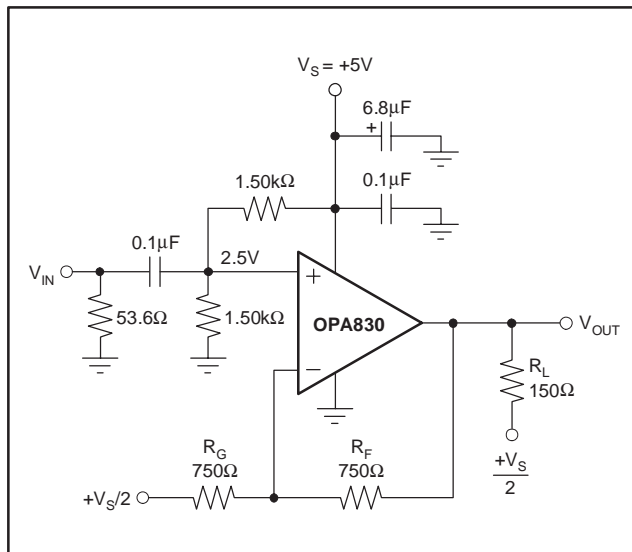 V_S = +5V
6.8µF
+
1.50kΩ
0.1µF
0.1µF
2.5V
V_IN
+
53.6Ω
1.50kΩ
OPA830
V_OUT
−
R_L
150Ω
R_G
750Ω
R_F
750Ω
+V_S
2
+V_S/2